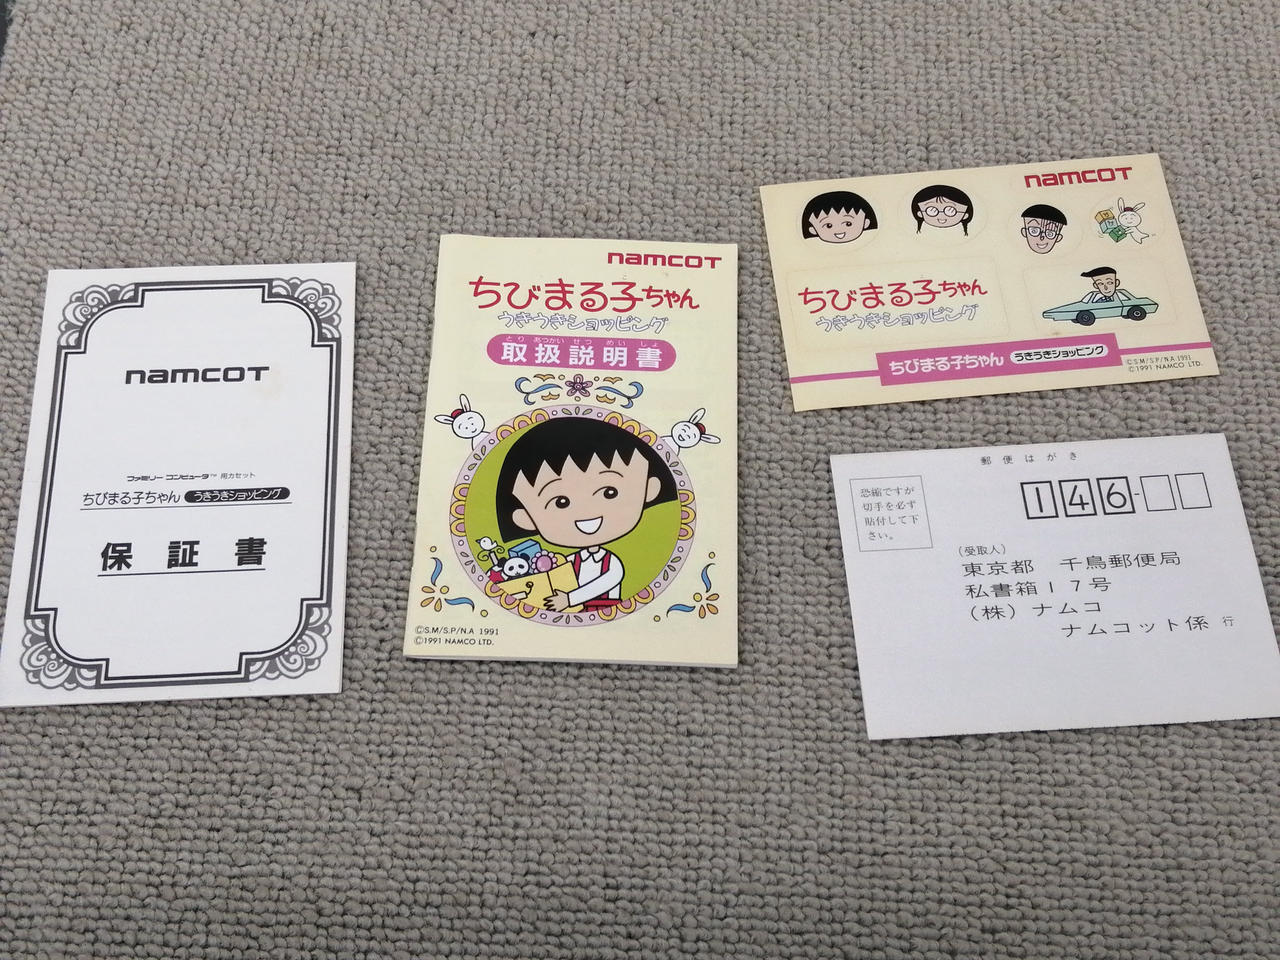 namcot
ファミリー コンピュータ™ 用カセット
ちびまる子ちゃん うきうきショッピング
保証書
namcot
こ
ちびまる子ちゃん
うきうきショッピング
とり あつかい せつ めい しょ
取扱説明書
©S.M/S.P/N.A 1991
©1991 NAMCO LTD.
namcot
ちびまる子ちゃん
うきうきショッピング
ちびまる子ちゃん うきうきショッピング
©S.M/S.P/N.A 1991
©1991 NAMCO LTD.
郵便はがき
恐縮ですが
切手を必ず
貼付して下
さい。
146-
(受取人)
東京都 千鳥郵便局
私書箱17号
(株)ナムコ
ナムコット係 行